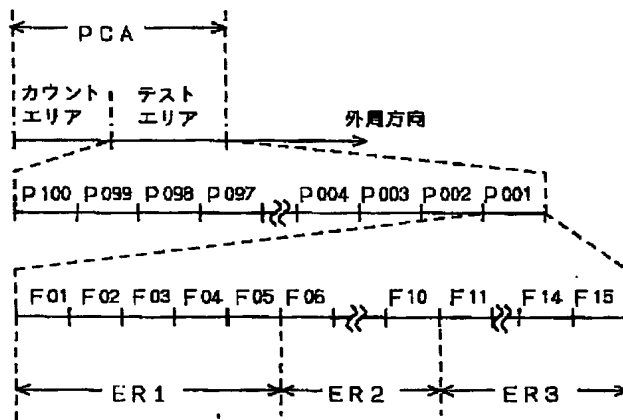 PCA
カウント エリア
テスト エリア
外周方向
P100 P099 P098 P097 P004 P003 P002 P001
F01 F02 F03 F04 F05 F06 F10 F11 F14 F15
ER1 ER2 ER3